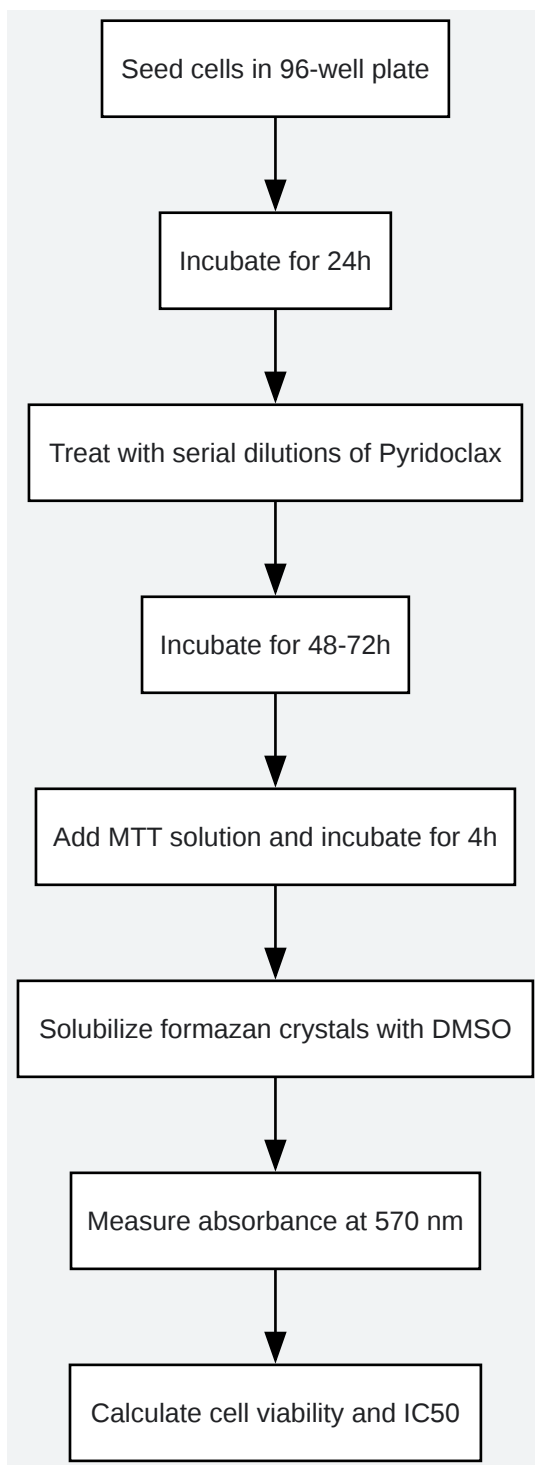 Seed cells in 96-well plate
Incubate for 24h
Treat with serial dilutions of Pyridoclax
Incubate for 48-72h
Add MTT solution and incubate for 4h
Solubilize formazan crystals with DMSO
Measure absorbance at 570 nm
Calculate cell viability and IC50